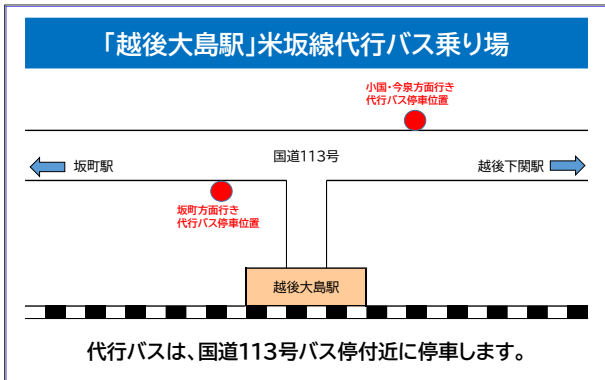 「越後大島駅」米坂線代行バス乗り場
小国・今泉方面行き
代行バス停車位置
国道113号
坂町駅
越後下関駅
坂町方面行き
代行バス停車位置
越後大島駅
代行バスは、国道113号バス停付近に停車します。